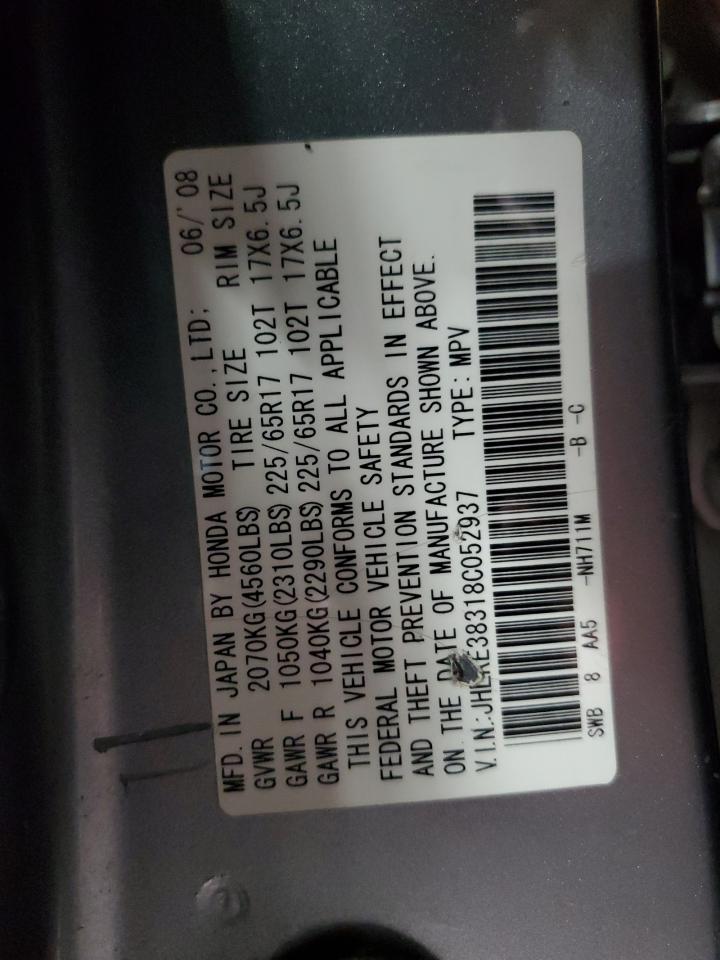 MFD. IN JAPAN BY HONDA MOTOR CO.,LTD; 06/'08
GVWR 2070KG(4560LBS) TIRE SIZE RIM SIZE
GAWR F 1050KG(2310LBS) 225/65R17 102T 17X6.5J
GAWR R 1040KG(2290LBS) 225/65R17 102T 17X6.5J
THIS VEHICLE CONFORMS TO ALL APPLICABLE
FEDERAL MOTOR VEHICLE SAFETY
AND THEFT PREVENTION STANDARDS IN EFFECT
ON THE DATE OF MANUFACTURE SHOWN ABOVE.
V.I.N.:JHLRE38318C052937 TYPE: MPV
SWB 8 AA5 -NH711M -B -C